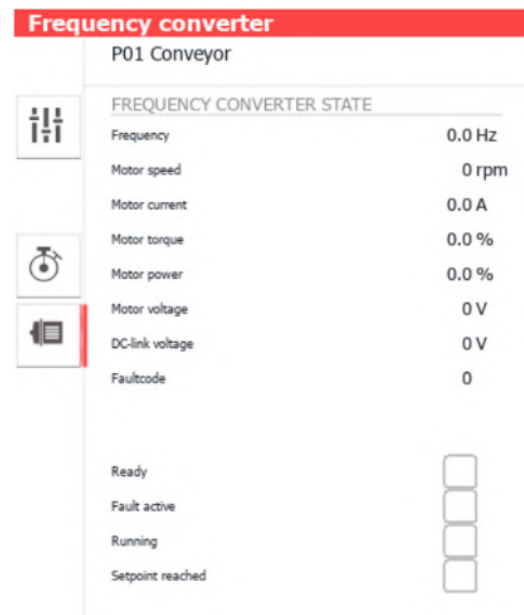 Frequency converter
P01 Conveyor
FREQUENCY CONVERTER STATE
Frequency 0.0 Hz
Motor speed 0 rpm
Motor current 0.0 A
Motor torque 0.0 %
Motor power 0.0 %
Motor voltage 0 V
DC-link voltage 0 V
Faultcode 0
Ready
Fault active
Running
Setpoint reached